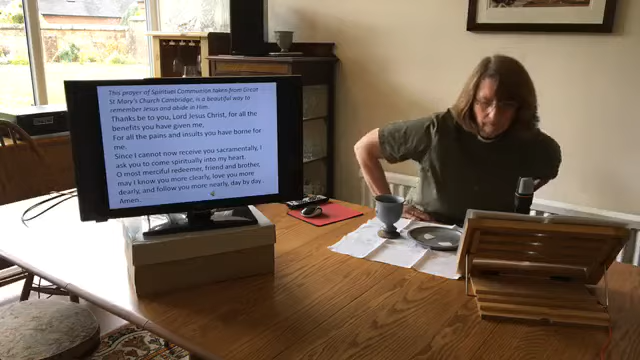 This prayer of Spiritual Communion taken from Great
St Mary's Church Cambridge, is a beautiful way to
remember Jesus and abide in Him.
Thanks be to you, Lord Jesus Christ, for all the
benefits you have given me,
For all the pains and insults you have borne for
me.
Since I cannot now receive you sacramentally, I
ask you to come spiritually into my heart.
O most merciful redeemer, friend and brother,
may I know you more clearly, love you more
dearly, and follow you more nearly, day by day.
Amen.